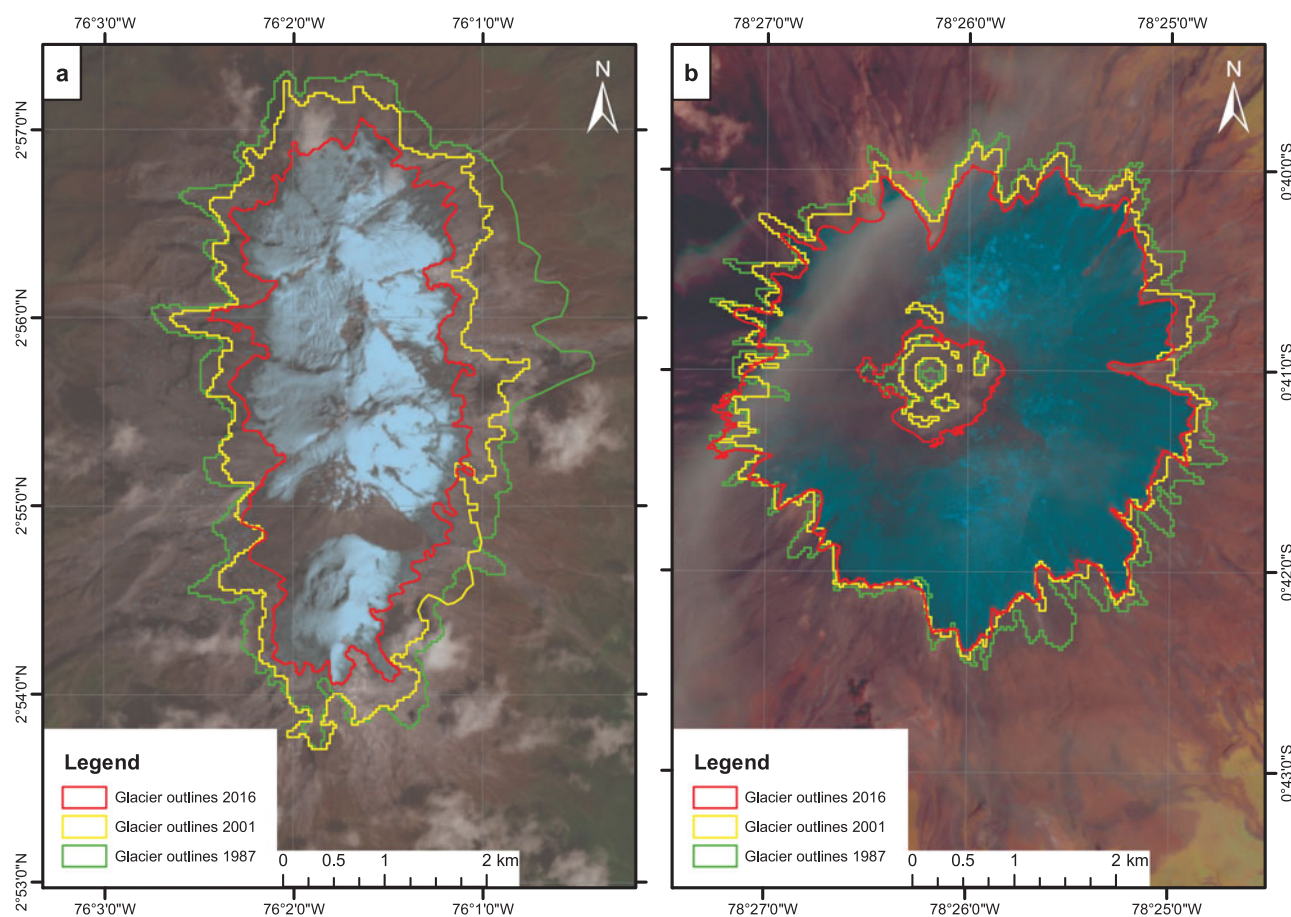 76°3'0"W 76°2'0"W 76°1'0"W
78°27'0"W 78°26'0"W 78°25'0"W
a
N
b
N
2°57'0"N
2°56'0"N
2°55'0"N
2°54'0"N
2°53'0"N
0°40'0"S
0°41'0"S
0°42'0"S
0°43'0"S
Legend
Glacier outlines 2016
Glacier outlines 2001
Glacier outlines 1987
0 0.5 1 2 km
Legend
Glacier outlines 2016
Glacier outlines 2001
Glacier outlines 1987
0 0.5 1 2 km
76°3'0"W 76°2'0"W 76°1'0"W
78°27'0"W 78°26'0"W 78°25'0"W